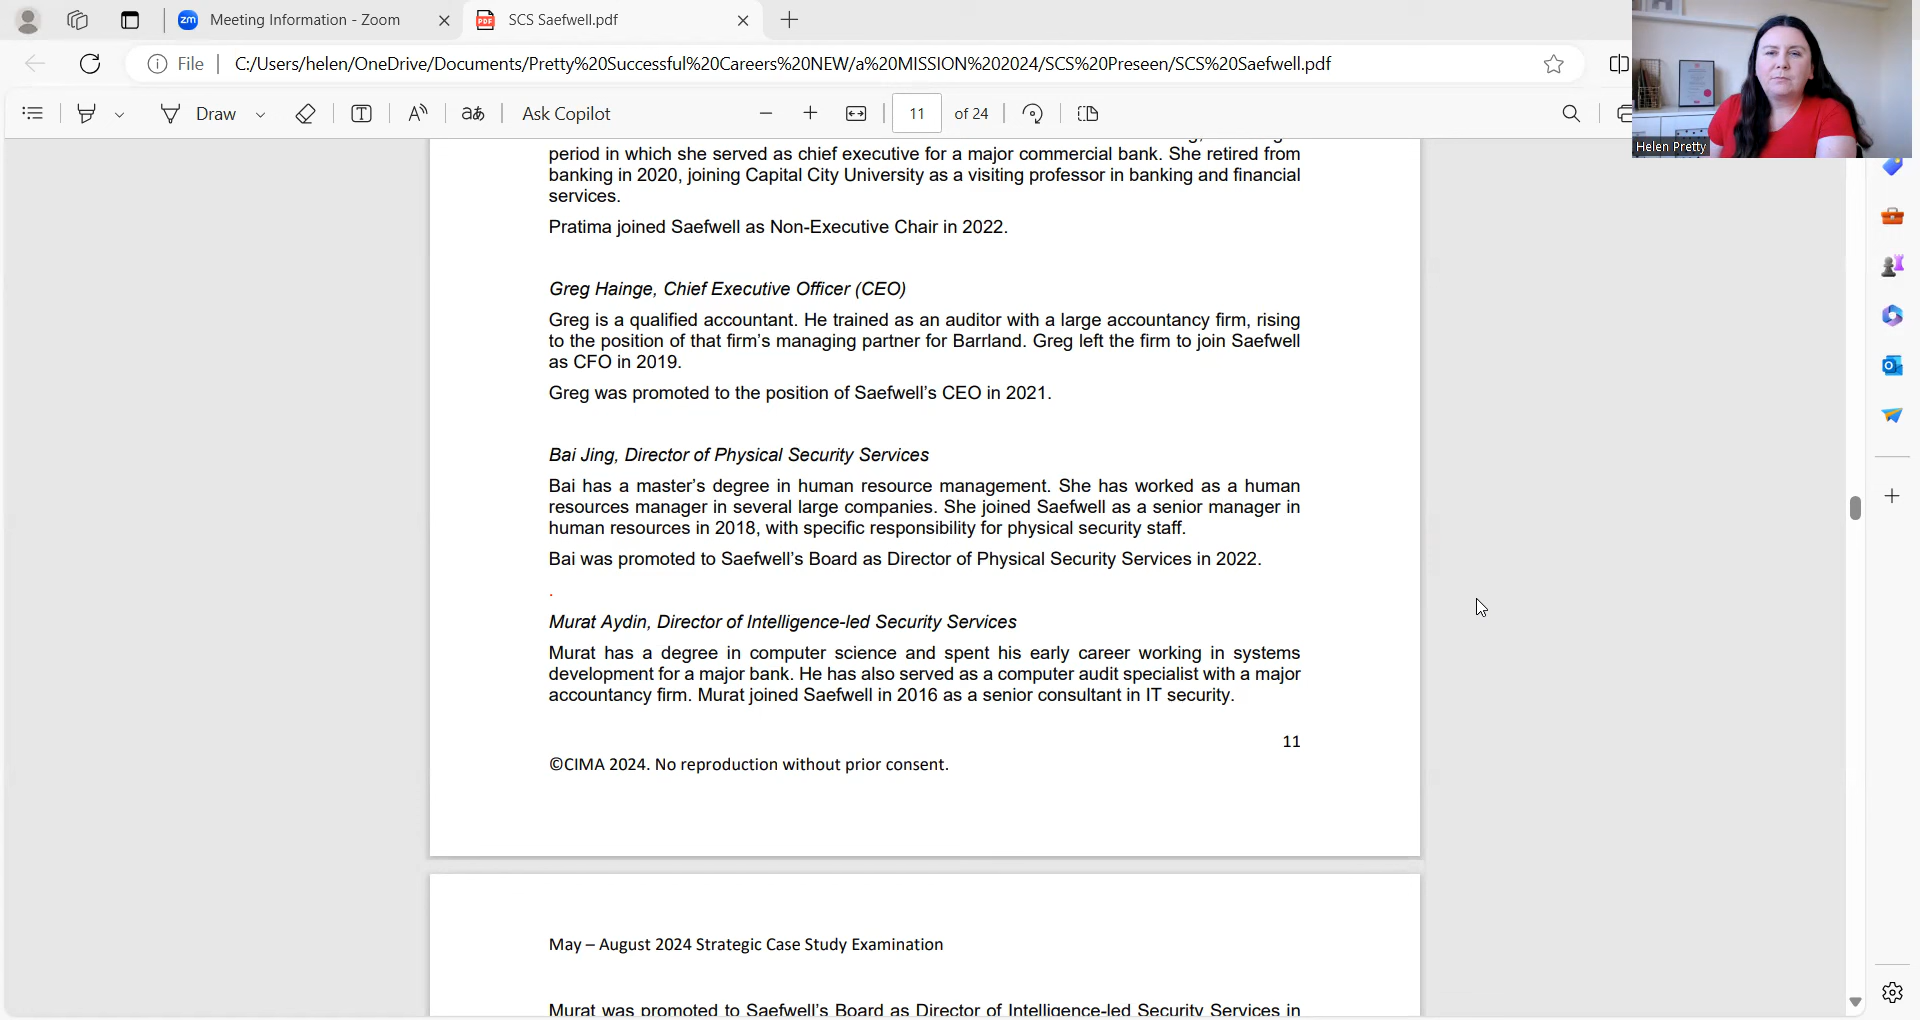 zm Meeting Information - Zoom
PDF SCS Saefwell.pdf
File
C:/Users/helen/OneDrive/Documents/Pretty%20Successful%20Careers%20NEW/a%20MISSION%202024/SCS%20Preseen/SCS%20Saefwell.pdf
Draw
T
A
aあ
Ask Copilot
11 of 24
Helen Pretty
period in which she served as chief executive for a major commercial bank. She retired from
banking in 2020, joining Capital City University as a visiting professor in banking and financial
services.
Pratima joined Saefwell as Non-Executive Chair in 2022.
Greg Hainge, Chief Executive Officer (CEO)
Greg is a qualified accountant. He trained as an auditor with a large accountancy firm, rising
to the position of that firm's managing partner for Barrland. Greg left the firm to join Saefwell
as CFO in 2019.
Greg was promoted to the position of Saefwell's CEO in 2021.
Bai Jing, Director of Physical Security Services
Bai has a master's degree in human resource management. She has worked as a human
resources manager in several large companies. She joined Saefwell as a senior manager in
human resources in 2018, with specific responsibility for physical security staff.
Bai was promoted to Saefwell's Board as Director of Physical Security Services in 2022.
.
Murat Aydin, Director of Intelligence-led Security Services
Murat has a degree in computer science and spent his early career working in systems
development for a major bank. He has also served as a computer audit specialist with a major
accountancy firm. Murat joined Saefwell in 2016 as a senior consultant in IT security.
11
©CIMA 2024. No reproduction without prior consent.
May – August 2024 Strategic Case Study Examination
Murat was promoted to Saefwell's Board as Director of Intelligence-led Security Services in